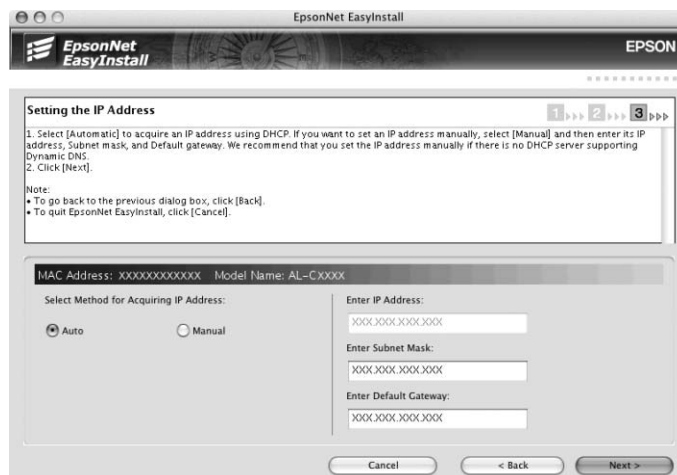 EpsonNet EasyInstall
EpsonNet
EasyInstall
EPSON
Setting the IP Address
1 2 3
1. Select [Automatic] to acquire an IP address using DHCP. If you want to set an IP address manually, select [Manual] and then enter its IP
address, Subnet mask, and Default gateway. We recommend that you set the IP address manually if there is no DHCP server supporting
Dynamic DNS.
2. Click [Next].
Note:
• To go back to the previous dialog box, click [Back].
• To quit EpsonNet EasyInstall, click [Cancel].
MAC Address: XXXXXXXXXXXX Model Name: AL-CXXXX
Select Method for Acquiring IP Address:
Auto
Manual
Enter IP Address:
XXX.XXX.XXX.XXX
Enter Subnet Mask:
XXX.XXX.XXX.XXX
Enter Default Gateway:
XXX.XXX.XXX.XXX
Cancel
< Back
Next >